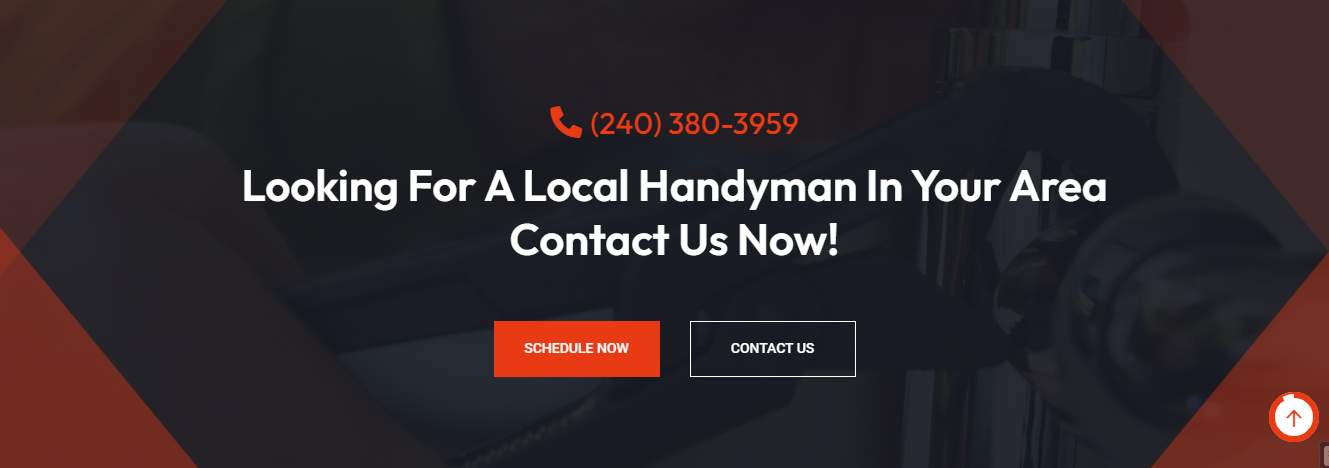 (240) 380-3959
Looking For A Local Handyman In Your Area
Contact Us Now!
SCHEDULE NOW
CONTACT US